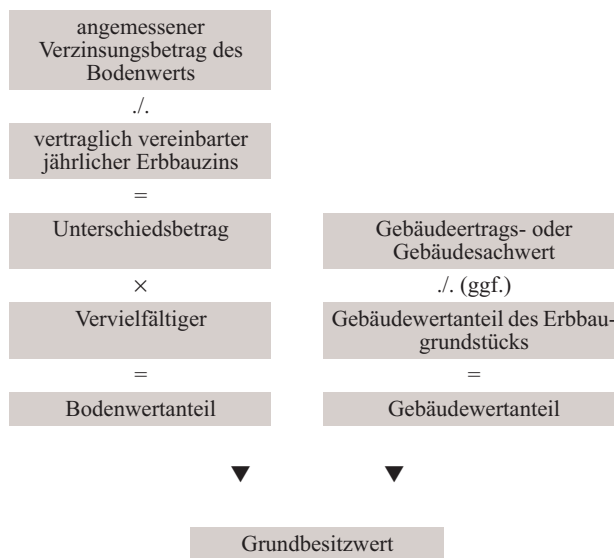 angemessener
Verzinsungsbetrag des
Bodenwerts
./.
vertraglich vereinbarter
jährlicher Erbbauzins
=
Unterschiedsbetrag
×
Vervielfältiger
=
Bodenwertanteil
Gebäudeertrags- oder
Gebäudesachwert
./. (ggf.)
Gebäudewertanteil des Erbbau-
grundstücks
=
Gebäudewertanteil
▼ ▼
Grundbesitzwert